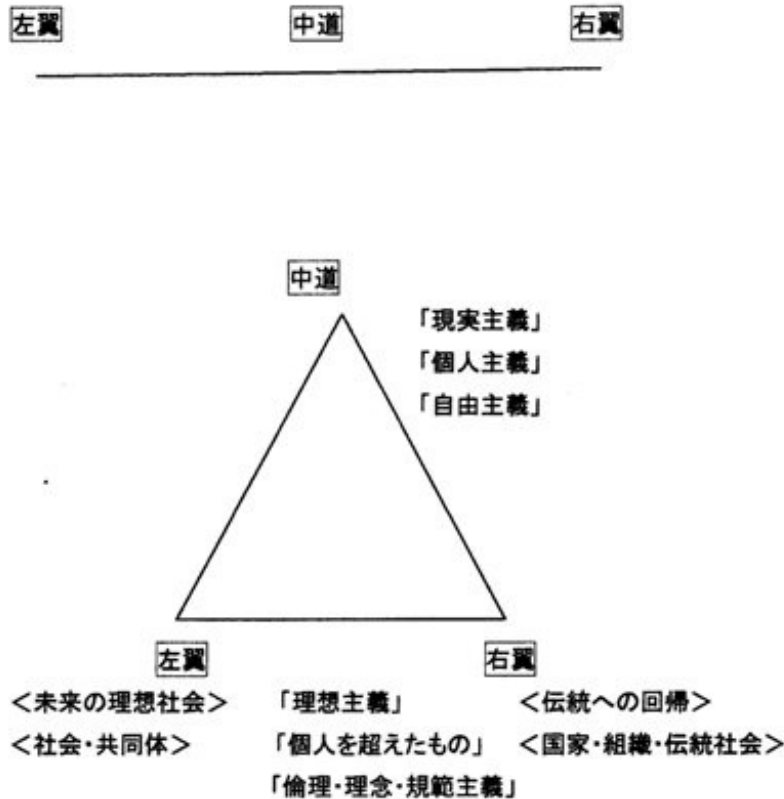 左翼 中道 右翼
中道
「現実主義」
「個人主義」
「自由主義」
左翼 右翼
＜未来の理想社会＞ 「理想主義」 ＜伝統への回帰＞
＜社会・共同体＞ 「個人を超えたもの」 ＜国家・組織・伝統社会＞
「倫理・理念・規範主義」